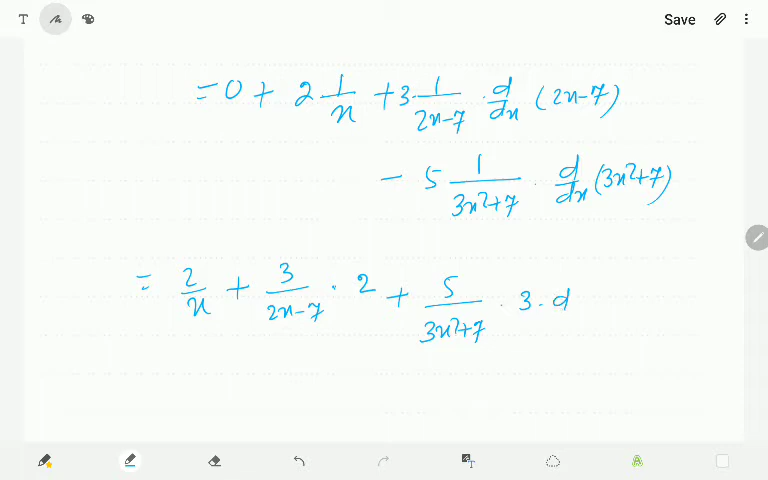 T Save
= 0 + 2 1/x + 3 · 1/(2x-7) · d/dx (2x-7)
- 5 1/(3x²+7) · d/dx (3x²+7)
= 2/x + 3/(2x-7) · 2 + 5/(3x²+7) · 3 · d